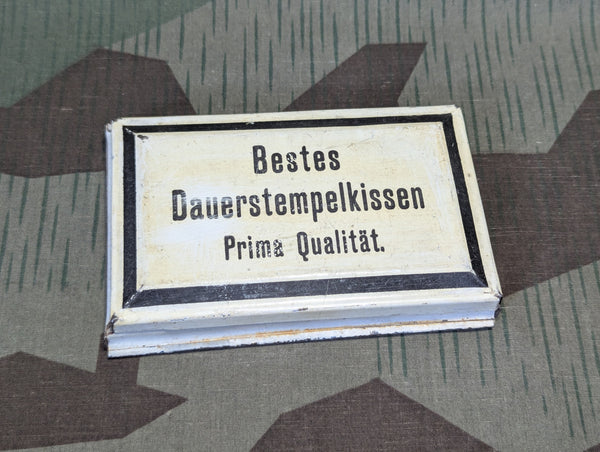 Bestes
Dauerstempelkissen
Prima Qualität.